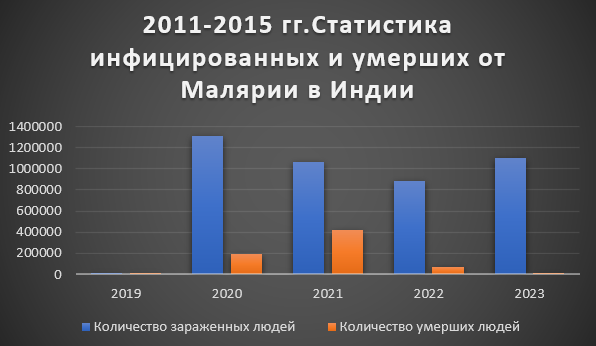 2011-2015 гг.Статистика
инфицированных и умерших от
Малярии в Индии
1400000
1200000
1000000
800000
600000
400000
200000
0
2019 2020 2021 2022 2023
Количество зараженных людей Количество умерших людей